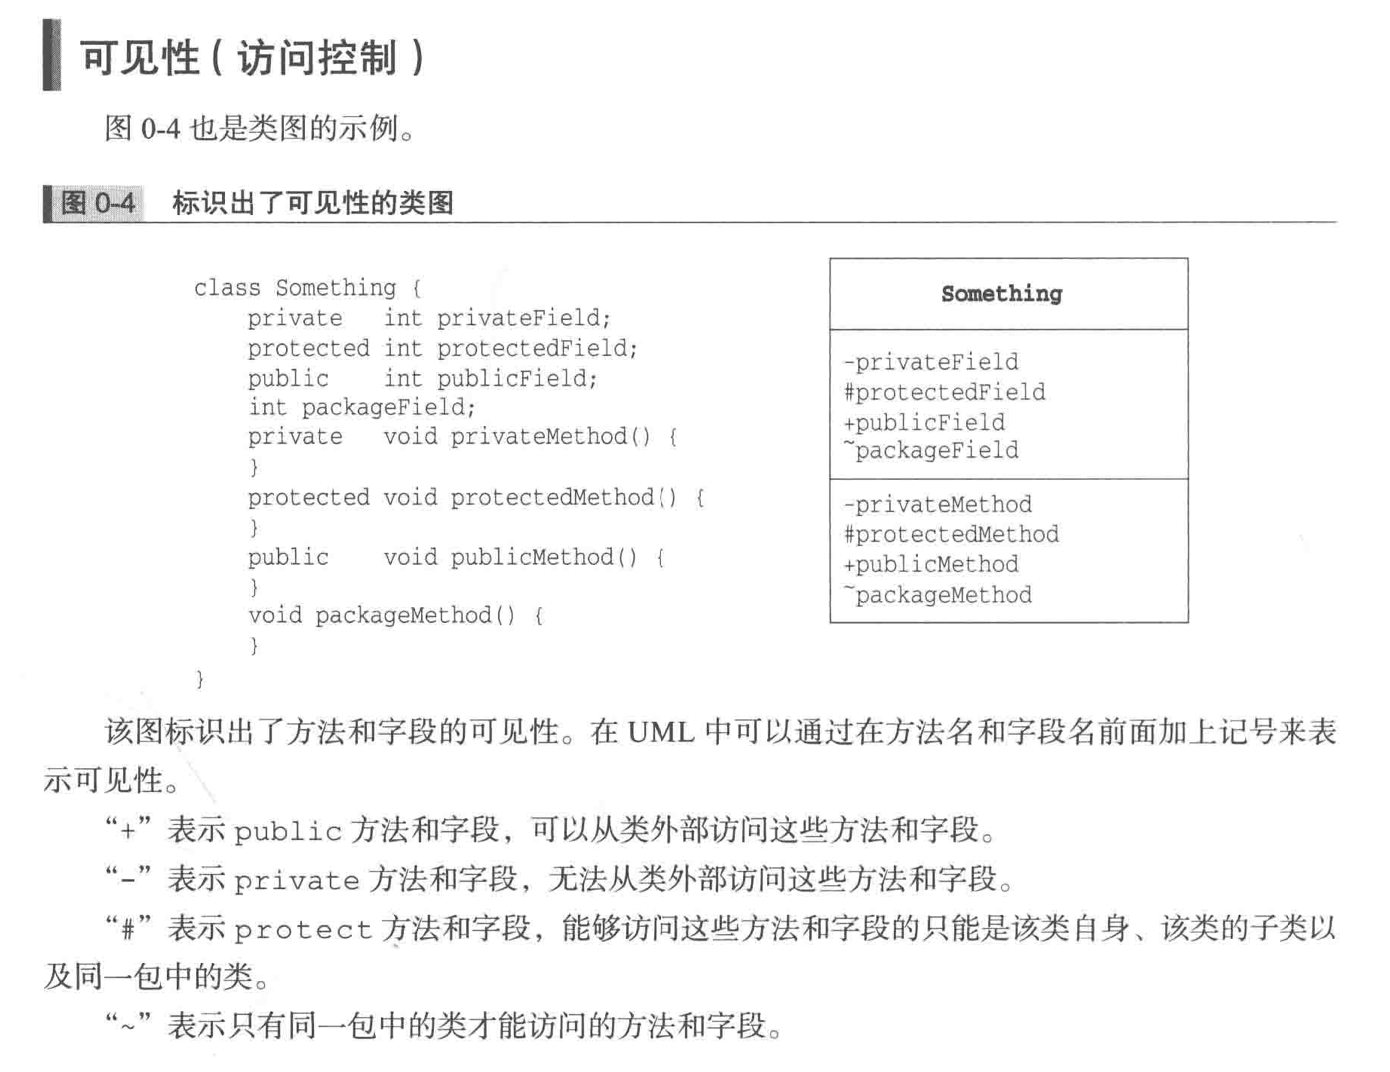 可见性（访问控制）
图 0-4 也是类图的示例。
图 0-4 标识出了可见性的类图
class Something {
private int privateField;
protected int protectedField;
public int publicField;
int packageField;
private void privateMethod() {
}
protected void protectedMethod() {
}
public void publicMethod() {
}
void packageMethod() {
}
}
Something
-privateField
#protectedField
+publicField
~packageField
-privateMethod
#protectedMethod
+publicMethod
~packageMethod
该图标识出了方法和字段的可见性。在 UML 中可以通过在方法名和字段名前面加上记号来表
示可见性。
“+”表示 public 方法和字段，可以从类外部访问这些方法和字段。
“-”表示 private 方法和字段，无法从类外部访问这些方法和字段。
“#”表示 protect 方法和字段，能够访问这些方法和字段的只能是该类自身、该类的子类以
及同一包中的类。
“~”表示只有同一包中的类才能访问的方法和字段。